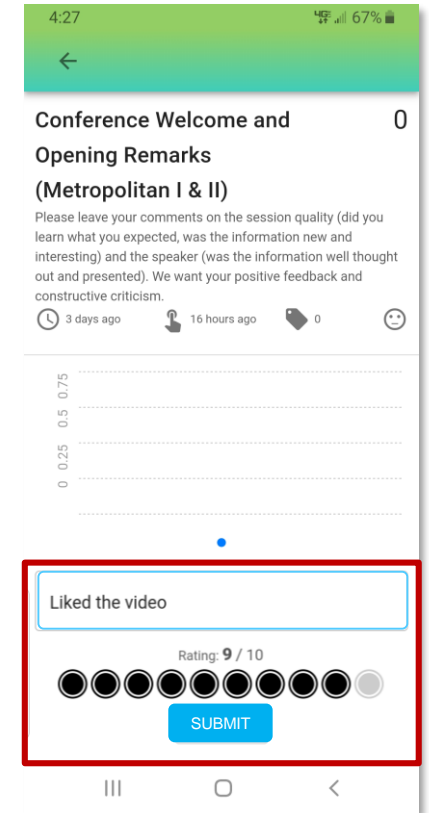 4:27
4G 67%
Conference Welcome and
0
Opening Remarks
(Metropolitan I & II)
Please leave your comments on the session quality (did you
learn what you expected, was the information new and
interesting) and the speaker (was the information well thought
out and presented). We want your positive feedback and
constructive criticism.
3 days ago 16 hours ago 0
0.75
0.5
0.25
0
Liked the video
Rating: 9 / 10
SUBMIT